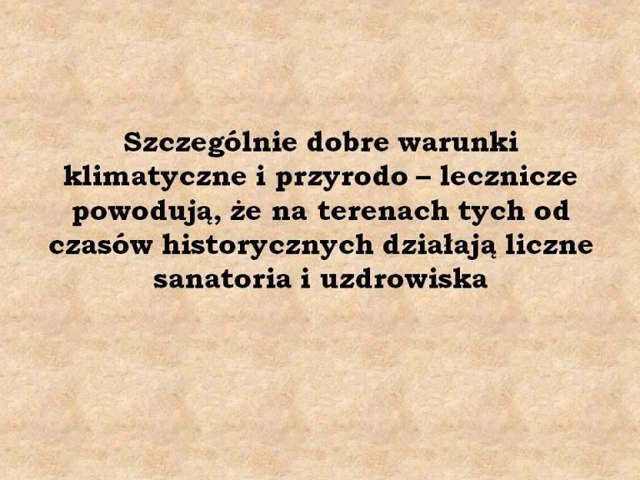 Szczególnie dobre warunki
klimatyczne i przyrodo – lecznicze
powodują, że na terenach tych od
czasów historycznych działają liczne
sanatoria i uzdrowiska